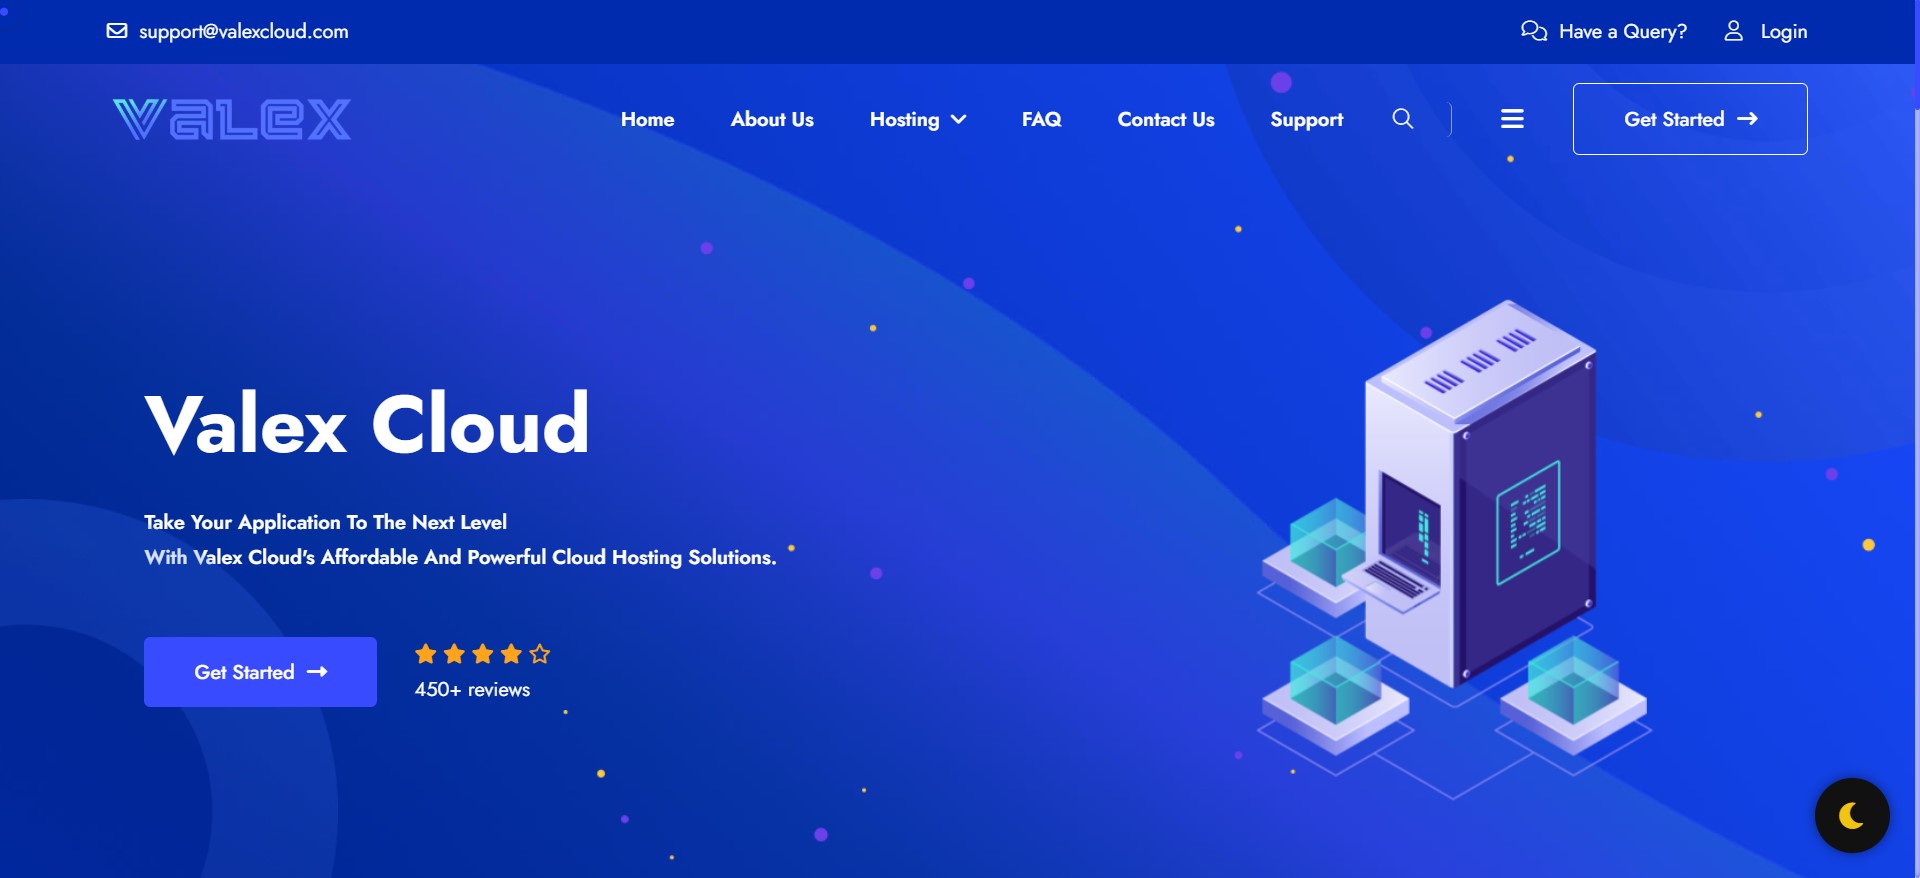 support@valexcloud.com
Have a Query?
Login
valex
Home
About Us
Hosting
FAQ
Contact Us
Support
Get Started
Valex Cloud
Take Your Application To The Next Level
With Valex Cloud's Affordable And Powerful Cloud Hosting Solutions.
Get Started
450+ reviews